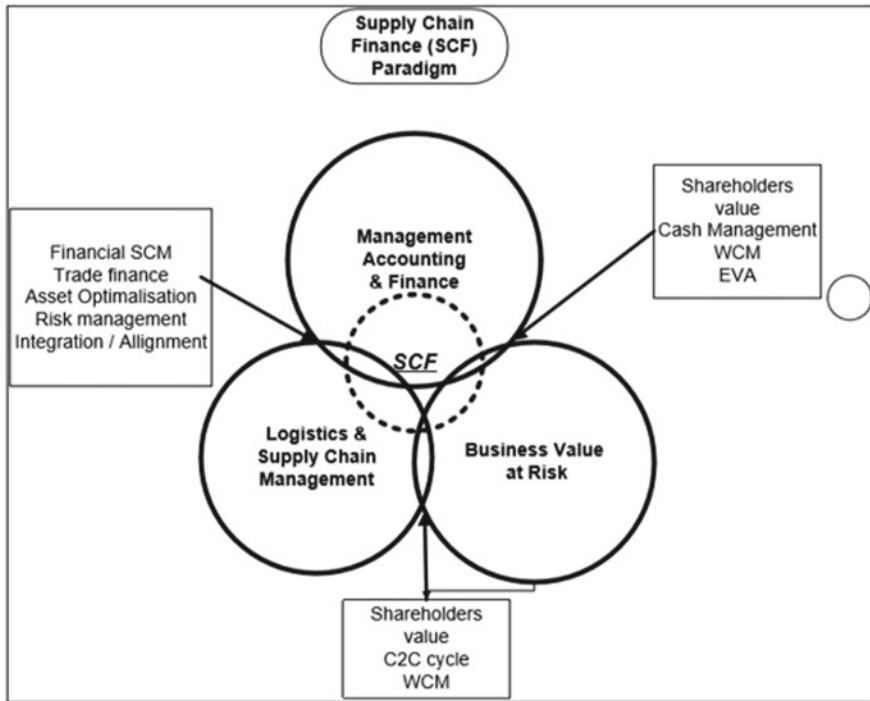 Supply Chain
Finance (SCF)
Paradigm
Shareholders
value
Cash Management
WCM
EVA
Financial SCM
Trade finance
Asset Optimalisation
Risk management
Integration / Allignment
Management
Accounting
& Finance
SCF
Logistics &
Supply Chain
Management
Business Value
at Risk
Shareholders
value
C2C cycle
WCM